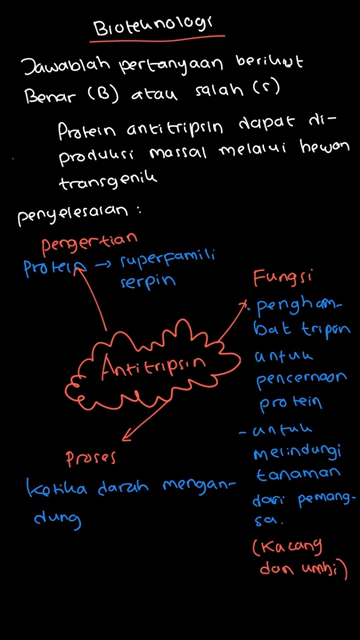 Bioteknologi
Jawablah pertanyaan berikut
Benar (B) atau salah (S)
Protein antitripsin dapat di-
produksi massal melalui hewan
transgenik
penyelesaian :
pengertian
Protein → superfamili
serpin
Antitripsin
Fungsi
- pengham-
bat tripsin
untuk
pencernaan
protein
- untuk
melindungi
tanaman
dari pemang-
sa.
(kacang
dan umbi)
Proses
Ketika darah mengan-
dung